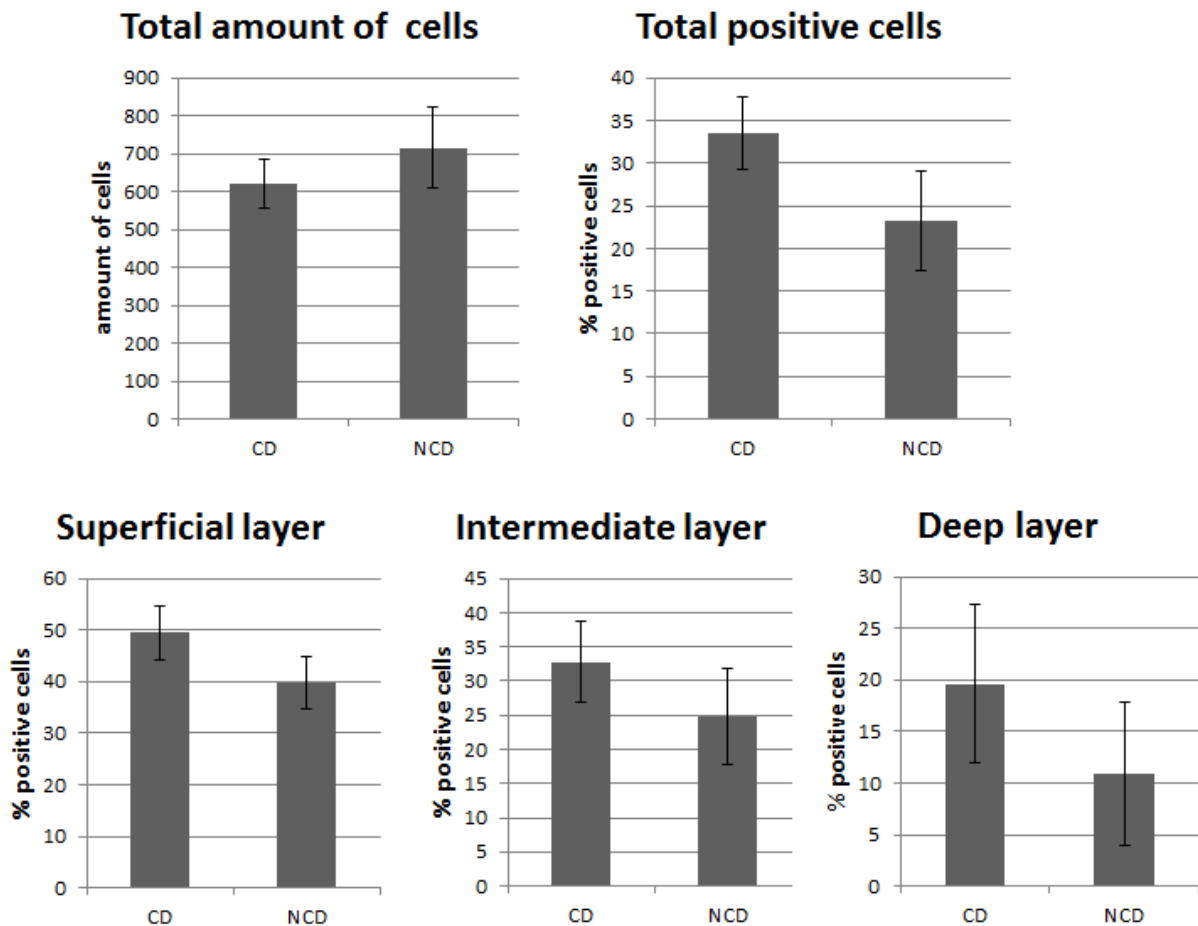 Total amount of cells
900
800
700
600
500
400
300
200
100
0
amount of cells
CD NCD
Total positive cells
40
35
30
25
20
15
10
5
0
% positive cells
CD NCD
Superficial layer
60
50
40
30
20
10
0
% positive cells
CD NCD
Intermediate layer
45
40
35
30
25
20
15
10
5
0
% positive cells
CD NCD
Deep layer
30
25
20
15
10
5
0
% positive cells
CD NCD